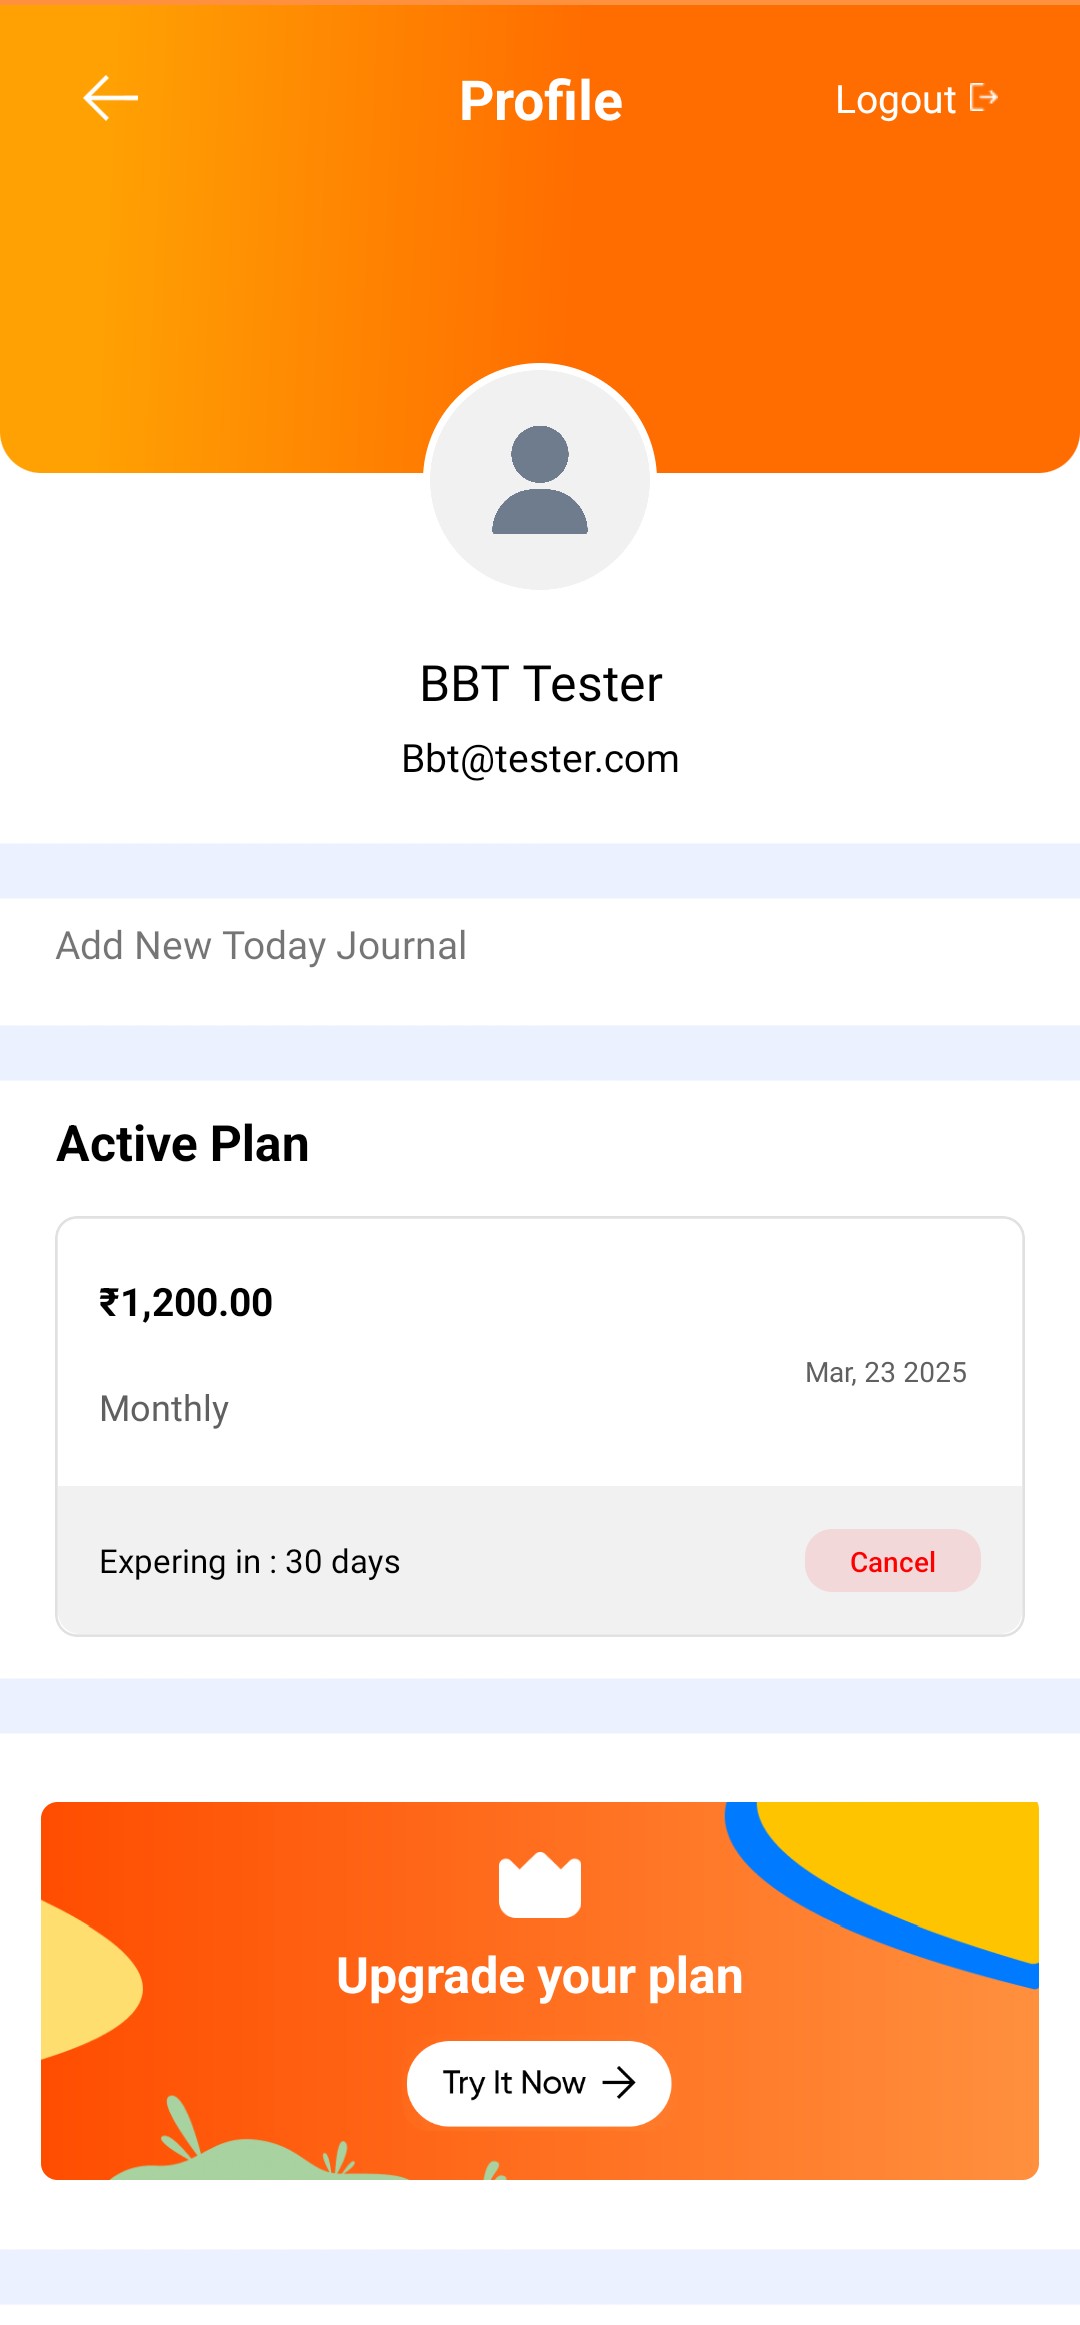 Profile
Logout
BBT Tester
Bbt@tester.com
Add New Today Journal
Active Plan
₹1,200.00
Mar, 23 2025
Monthly
Expering in : 30 days
Cancel
Upgrade your plan
Try It Now